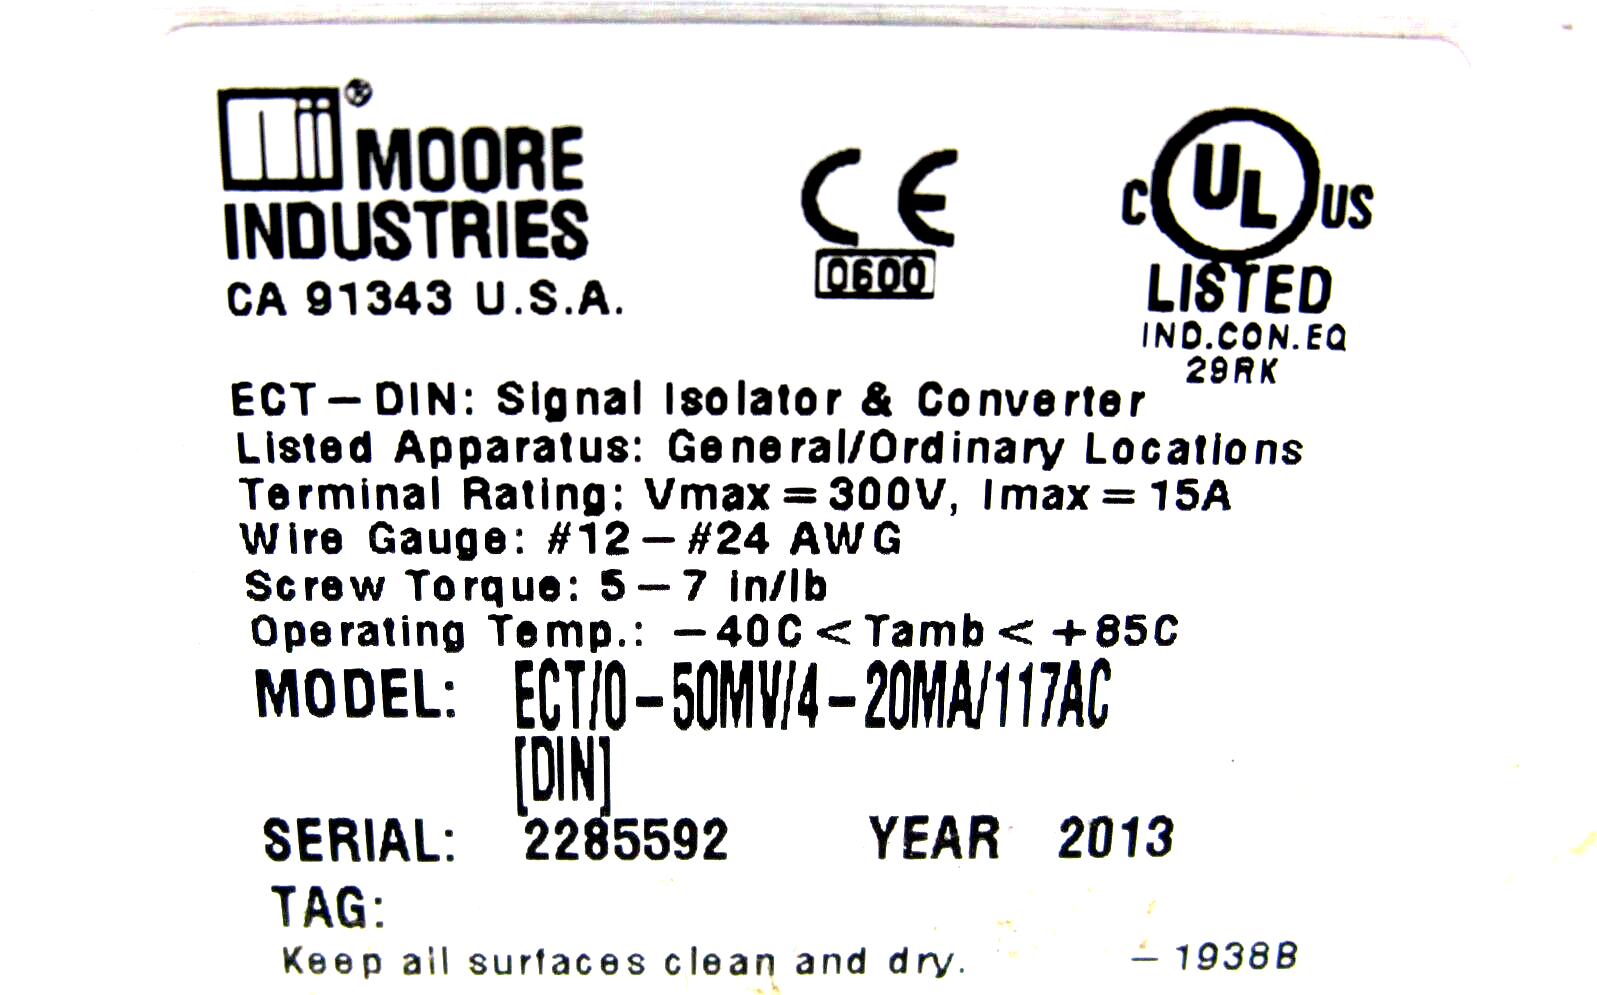 ® MOORE
INDUSTRIES
CA 91343 U.S.A.
CE
0600
C UL US
LISTED
IND.CON.EQ
29RK
ECT-DIN: Signal Isolator & Converter
Listed Apparatus: General/Ordinary Locations
Terminal Rating: Vmax = 300V, Imax = 15A
Wire Gauge: #12 - #24 AWG
Screw Torque: 5 - 7 in/lb
Operating Temp.: -40C < Tamb < +85C
MODEL: ECT/0-50MV/4-20MA/117AC
[DIN]
SERIAL: 2285592 YEAR 2013
TAG:
Keep all surfaces clean and dry. -1938B